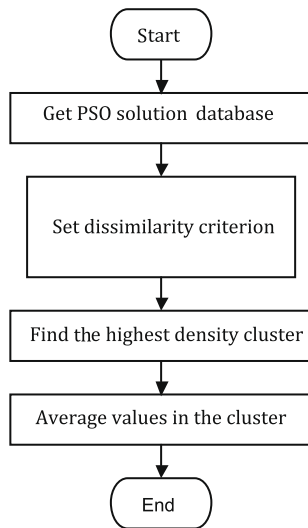 Start
Get PSO solution database
Set dissimilarity criterion
Find the highest density cluster
Average values in the cluster
End